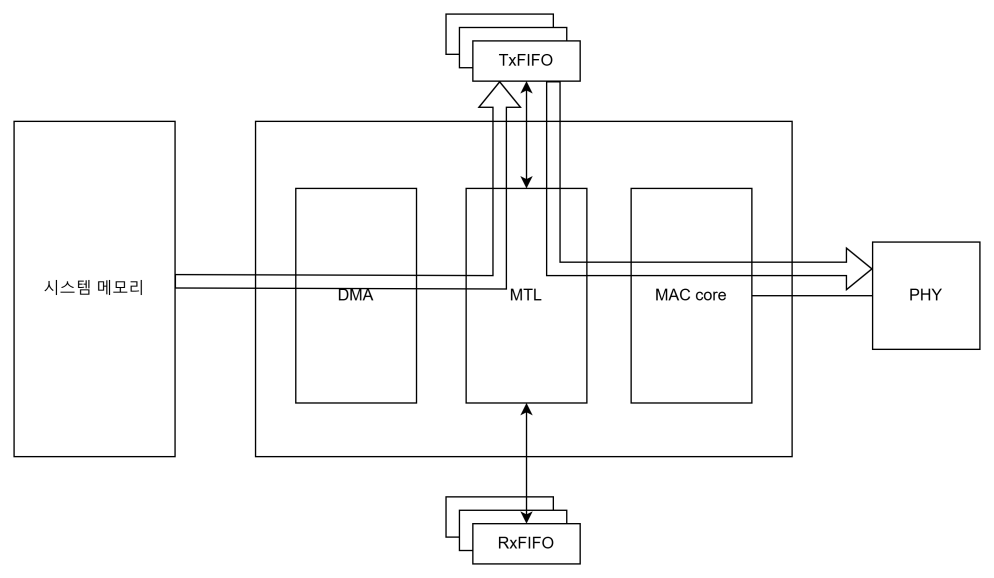 TxFIFO
시스템 메모리
DMA
MTL
MAC core
PHY
RxFIFO